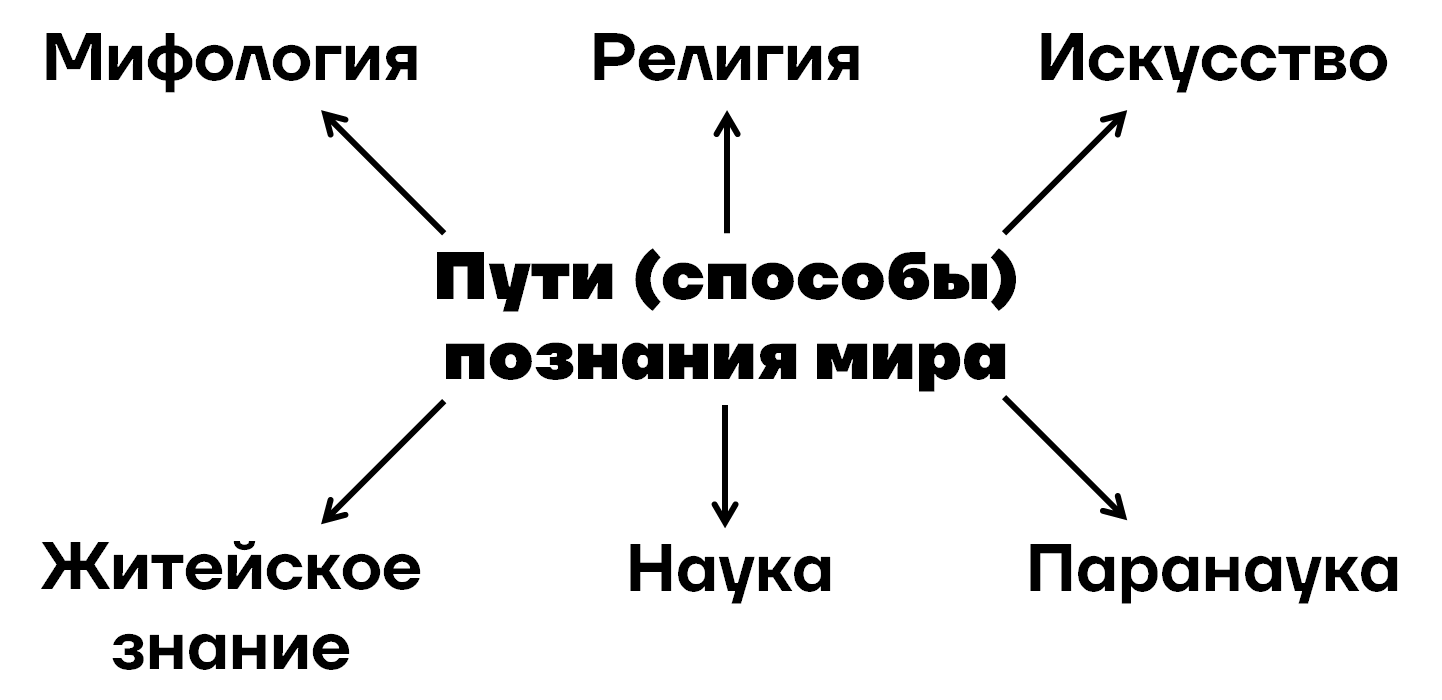 Мифология
Религия
Искусство
Пути (способы)
познания мира
Житейское
знание
Наука
Паранаука